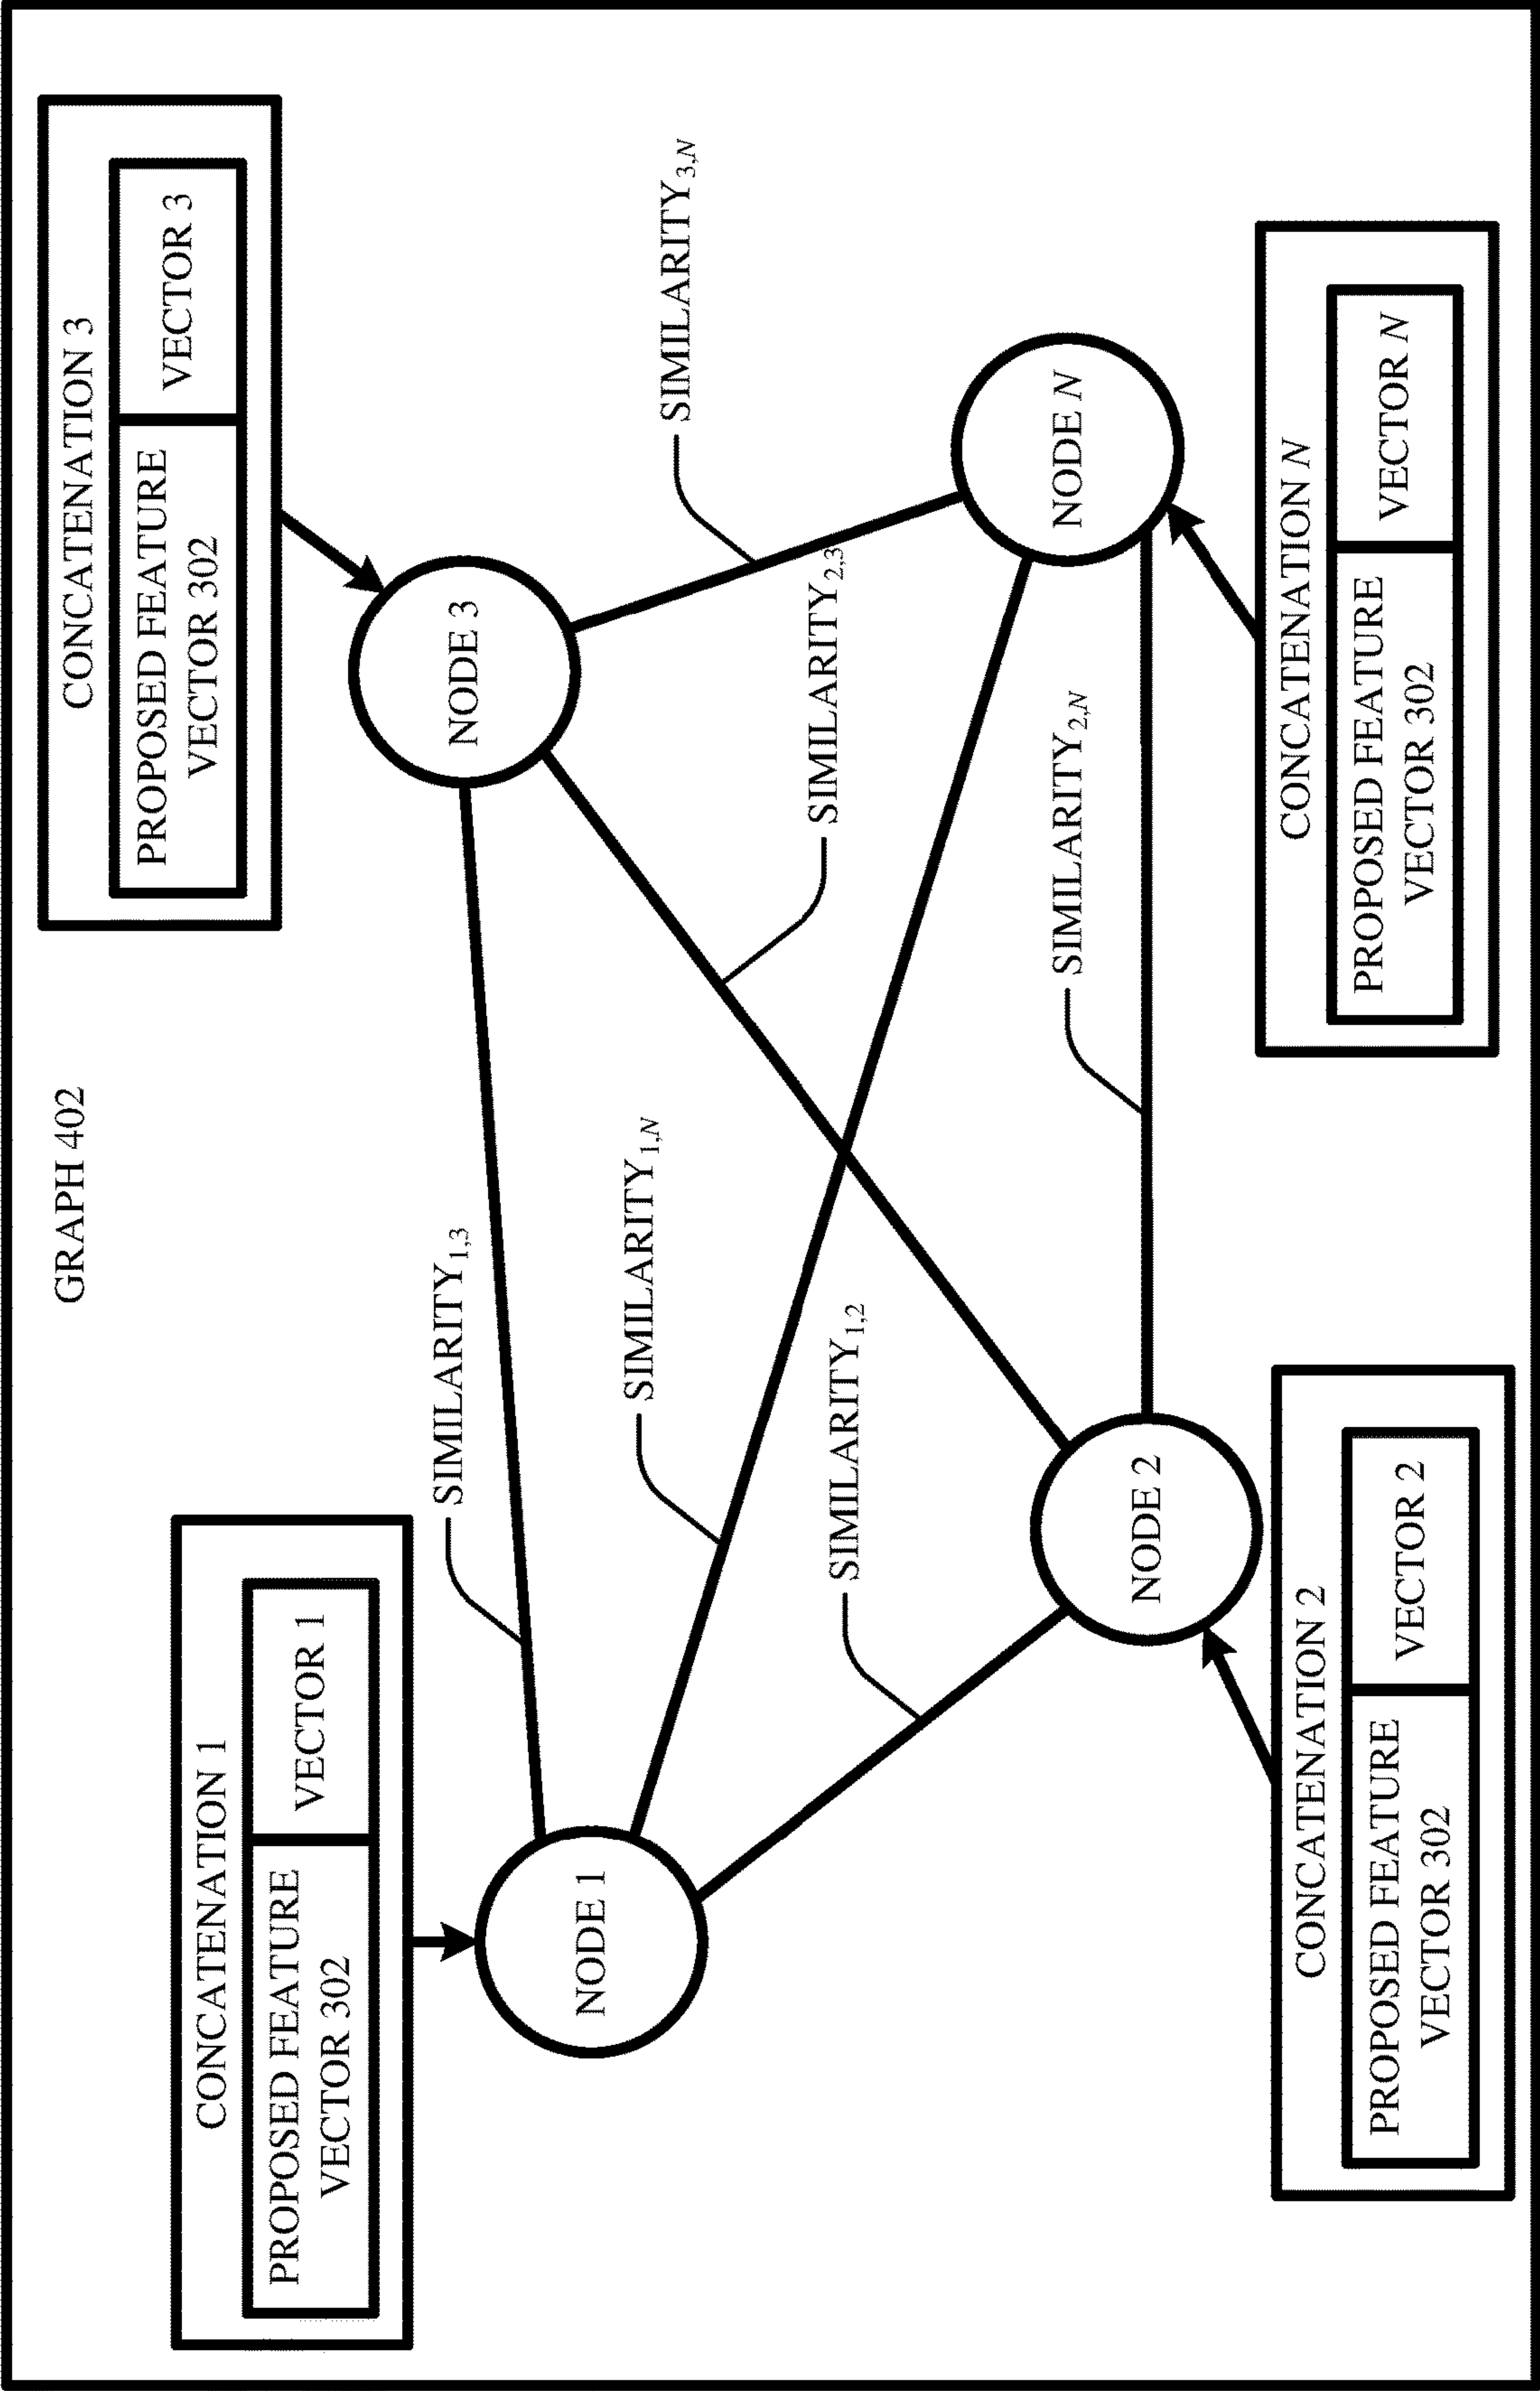 GRAPH 402
CONCATENATION 3
PROPOSED FEATURE
VECTOR 302
VECTOR 3
CONCATENATION 1
PROPOSED FEATURE
VECTOR 302
VECTOR 1
NODE 3
SIMILARITY1,3
NODE 1
SIMILARITY1,N
SIMILARITY3,N
SIMILARITY2,3
SIMILARITY1,2
SIMILARITY2,N
NODE N
NODE 2
CONCATENATION N
PROPOSED FEATURE
VECTOR 302
VECTOR N
CONCATENATION 2
PROPOSED FEATURE
VECTOR 302
VECTOR 2